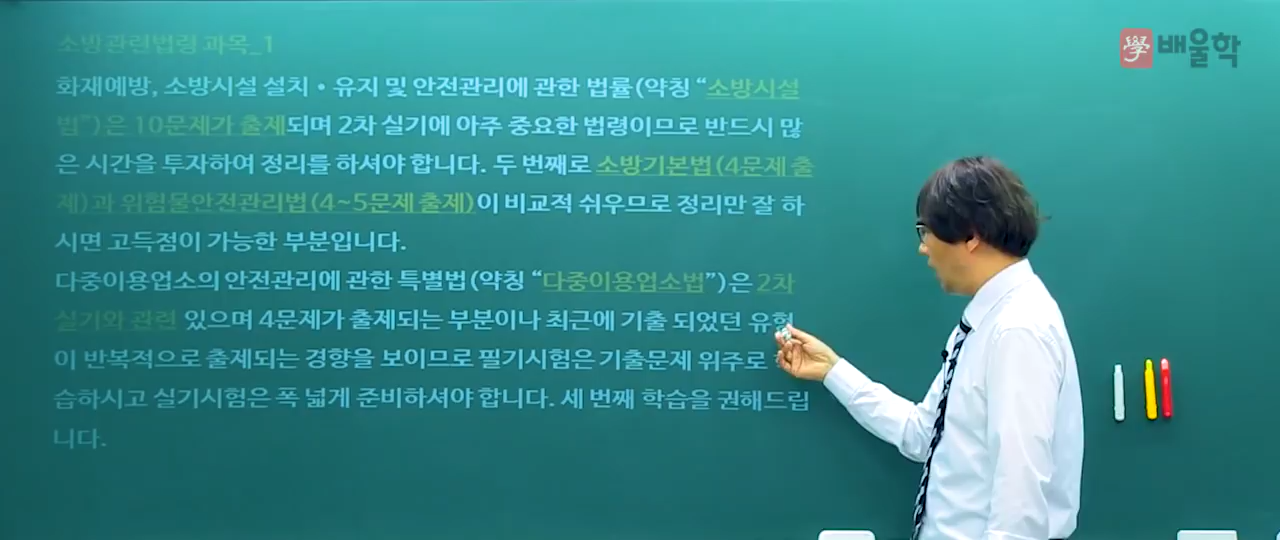 소방관련법령 과목_1
學 배울학
화재예방, 소방시설 설치 • 유지 및 안전관리에 관한 법률(약칭 “소방시설
법”)은 10문제가 출제되며 2차 실기에 아주 중요한 법령이므로 반드시 많
은 시간을 투자하여 정리를 하셔야 합니다. 두 번째로 소방기본법(4문제 출
제)과 위험물안전관리법(4~5문제 출제)이 비교적 쉬우므로 정리만 잘 하
시면 고득점이 가능한 부분입니다.
다중이용업소의 안전관리에 관한 특별법(약칭 “다중이용업소법”)은 2차
실기와 관련 있으며 4문제가 출제되는 부분이나 최근에 기출 되었던 유형
이 반복적으로 출제되는 경향을 보이므로 필기시험은 기출문제 위주로
습하시고 실기시험은 폭 넓게 준비하셔야 합니다. 세 번째 학습을 권해드립
니다.